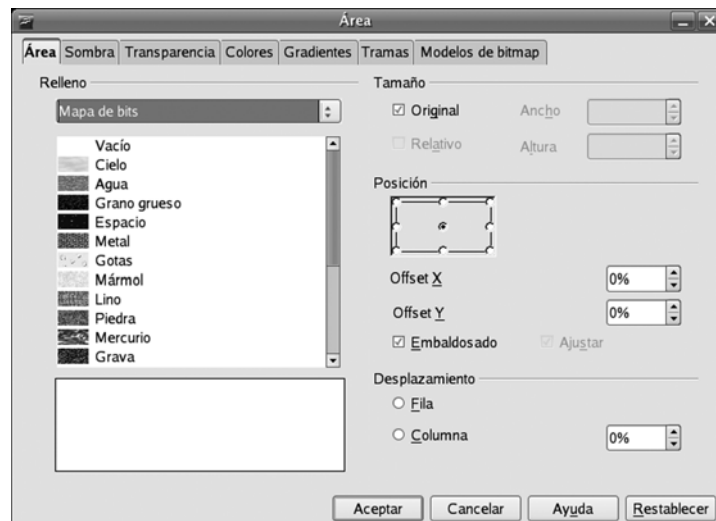 Área
Área Sombra Transparencia Colores Gradientes Tramas Modelos de bitmap
Relleno
Mapa de bits
Vacío
Cielo
Agua
Grano grueso
Espacio
Metal
Gotas
Mármol
Lino
Piedra
Mercurio
Grava
Tamaño
Original Ancho
Relativo Altura
Posición
Offset X 0%
Offset Y 0%
Embaldosado Ajustar
Desplazamiento
Fila
Columna 0%
Aceptar Cancelar Ayuda Restablecer